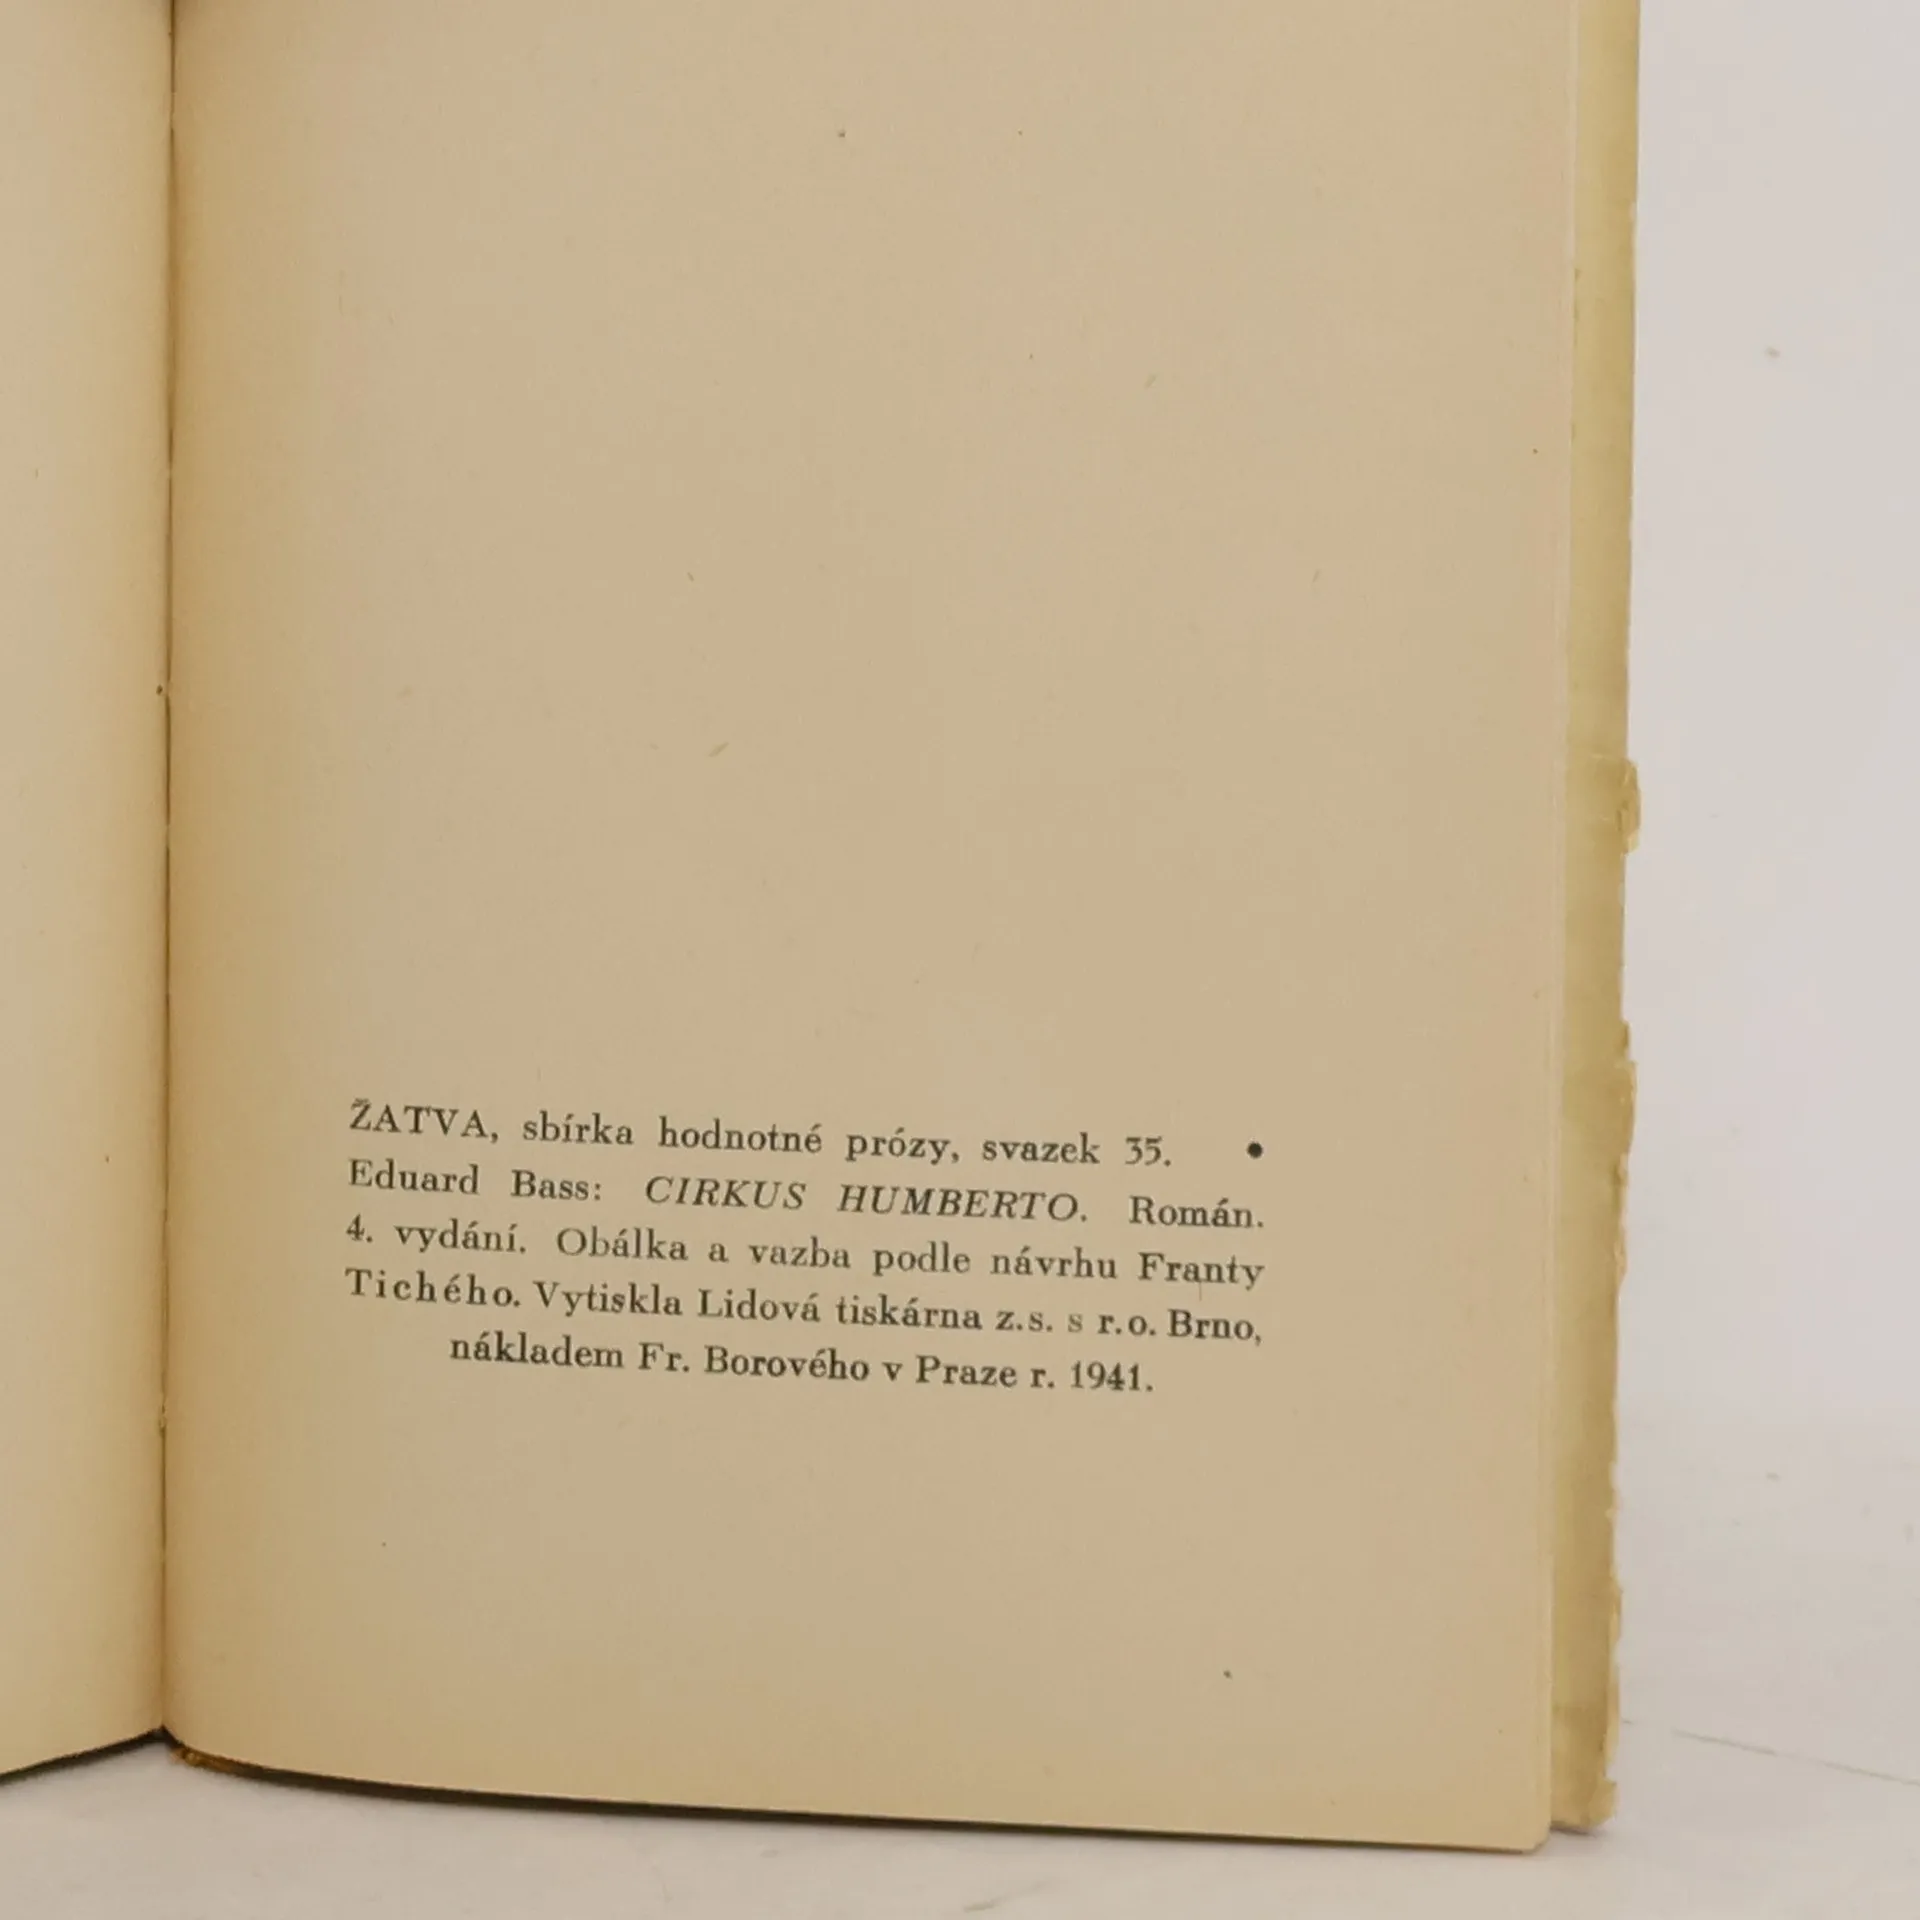 ŽATVA, sbírka hodnotné prózy, svazek 35. •
Eduard Bass: CIRKUS HUMBERTO. Román.
4. vydání. Obálka a vazba podle návrhu Franty
Tichého. Vytiskla Lidová tiskárna z.s. s r.o. Brno,
nákladem Fr. Borového v Praze r. 1941.